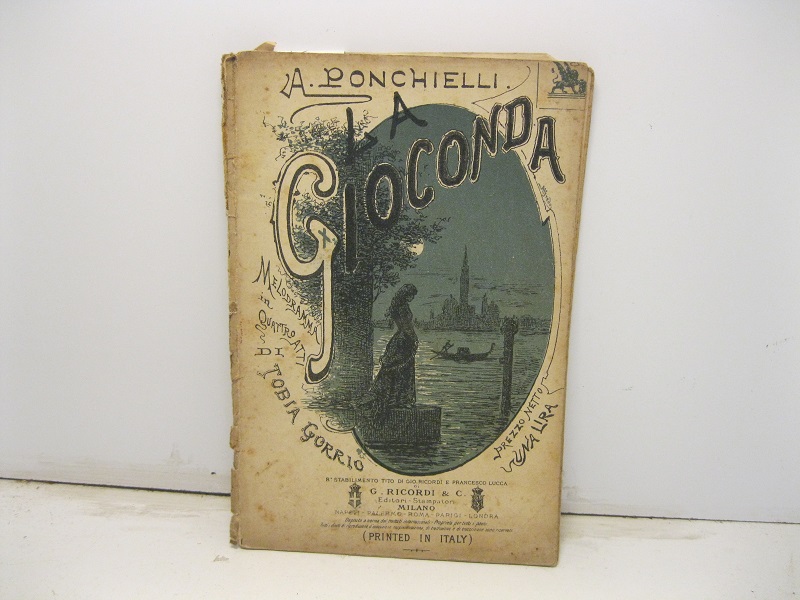 A. PONCHIELLI.
LA
GIOCONDA
MELODRAMMA
in
QUATTRO ATTI
DI
TOBIA GORRIO
PREZZO NETTO
UNA LIRA
R° STABILIMENTO TITO DI GIO. RICORDI E FRANCESCO LUCCA
DI
G. RICORDI & C.
Editori-Stampatori
MILANO
NAPOLI - PALERMO - ROMA - PARIGI - LONDRA
(PRINTED IN ITALY)